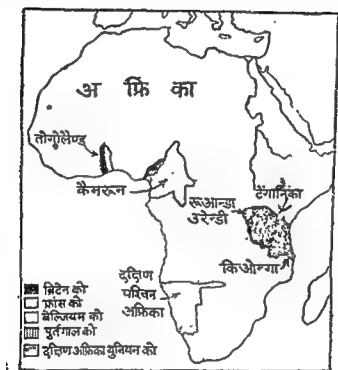 अ फ्रि का
तोगोलैण्ड
कैमरून
टैंगानिका
रूआन्डा
उरेन्डी
किओन्गा
दक्षिण
पश्चिम
अफ्रिका
ब्रिटेन को
फ्रांस को
बेल्जियम को
पुर्तगाल को
दक्षिण अफ्रिका युनियन को